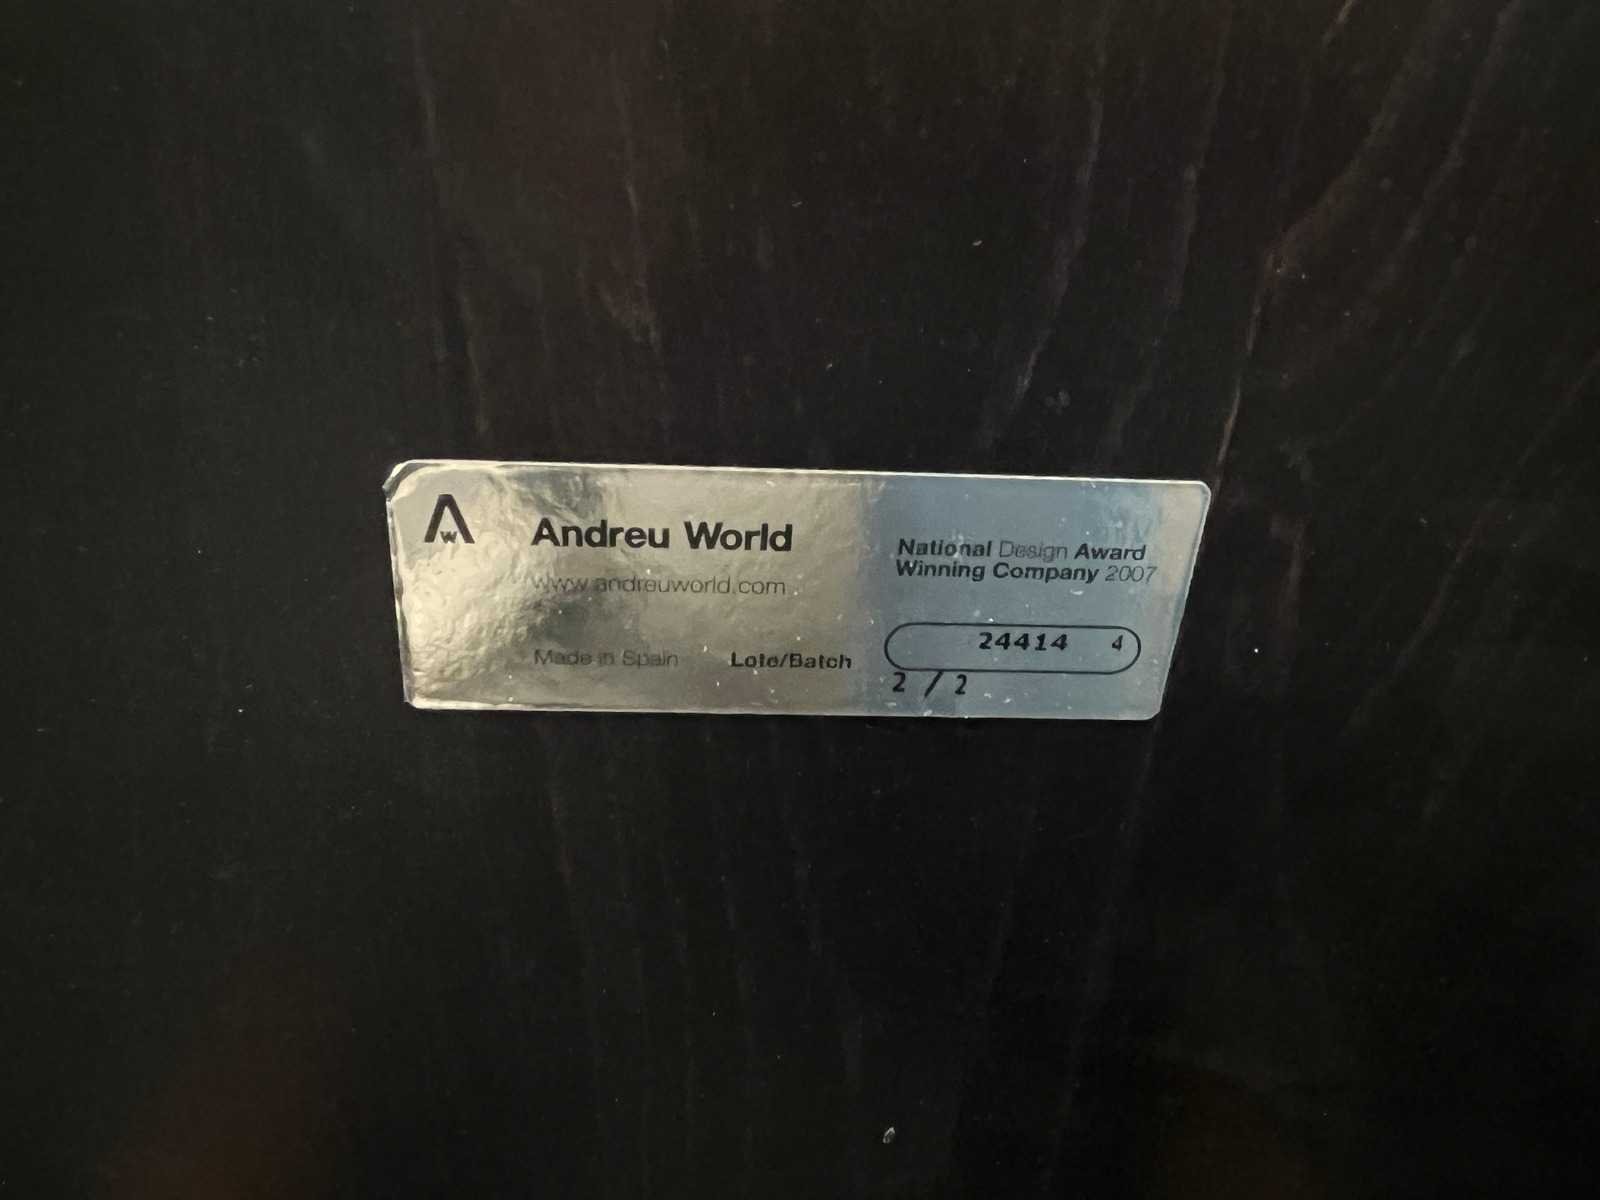 AW
Andreu World
www.andreuworld.com
Made in Spain Lote/Batch
National Design Award
Winning Company 2007
24414 4
2 / 2